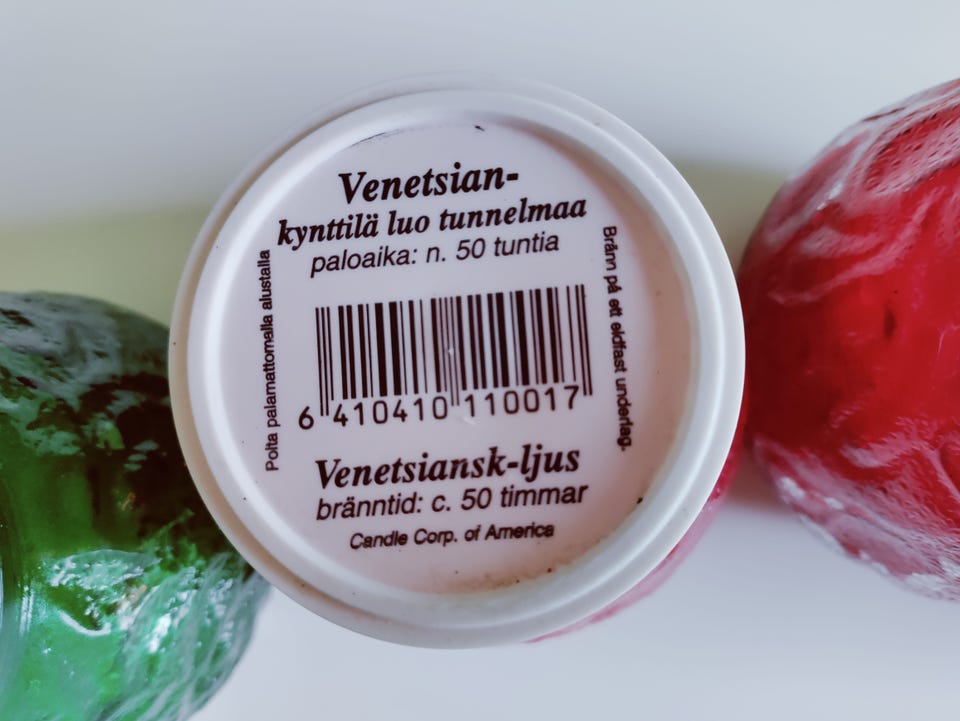 Venetsian-
kynttilä luo tunnelmaa
paloaika: n. 50 tuntia
Polta palamattomalla alustalla
Bränn på ett eldfast underlag.
6 410410 110017
Venetsiansk-ljus
bränntid: c. 50 timmar
Candle Corp. of America